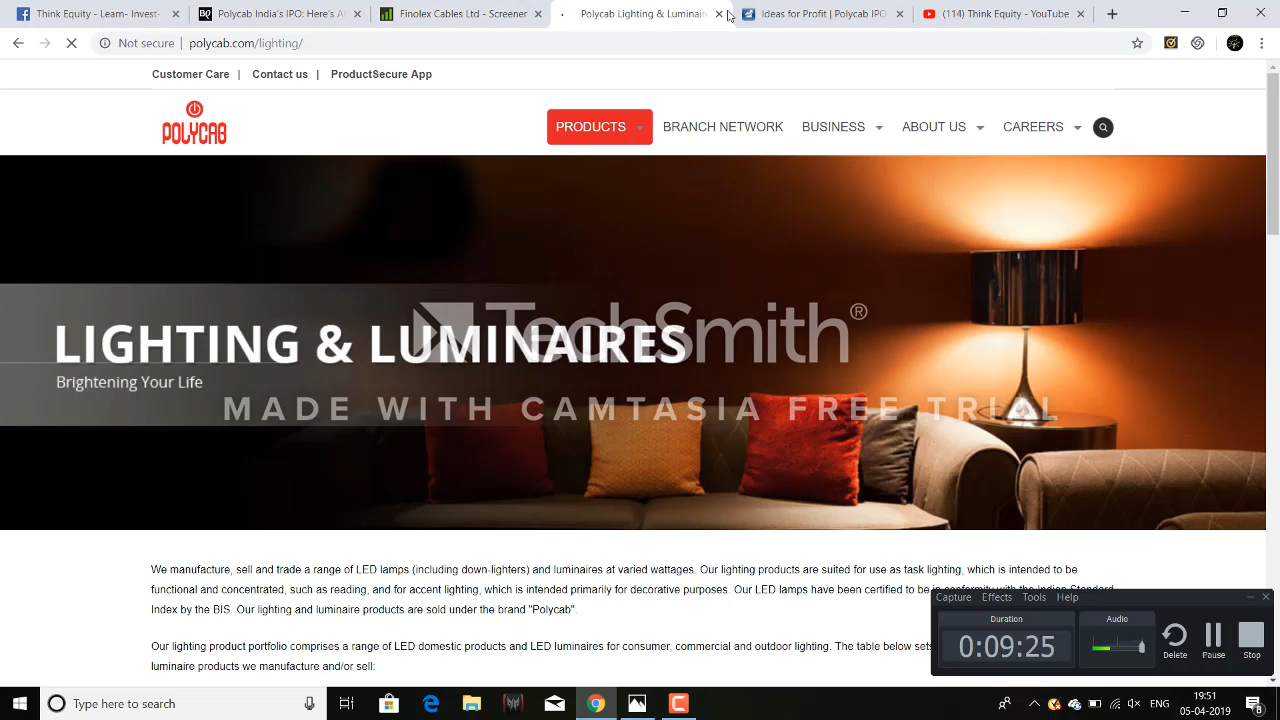 Think Equity - Learn- Invest-
Polycab India's IPO: Here's Al
Finolex Cables Ltd Screener
Polycab Lighting & Luminair
Ideas for Profit | Polycab IPO
(114) Think Equity - YouTube
Not secure | polycab.com/lighting/
Customer Care | Contact us | ProductSecure App
POLYCAB
PRODUCTS BRANCH NETWORK BUSINESS ABOUT US CAREERS
LIGHTING & LUMINAIRES
Brightening Your Life
TechSmith®
MADE WITH CAMTASIA FREE TRIAL
We manufacture, sell and trade a range of LED lamps (including down-lighters) and luminaires at varied wattages. Our lighting products are suited for use as task lighting, which is intended to be
functional and concentrated, such as reading, and for accent lighting, which is intended primarily for decorative purposes. Our LED lamps have been certified to be in conformity with the Indian Standard
Index by the BIS. Our lighting and luminaire products are sold under the brand "Polycab".
Our lighting product portfolio comprises a range of LED domestic products and LED luminaires for consumer, commercial and outdoor lighting. The table below sets
luminaire products we manufacture and/or sell:
Capture Effects Tools Help
Duration
0:09:25
Audio
Delete
Pause
Stop
Type here to search
ENG
19:51
05-04-2019
8